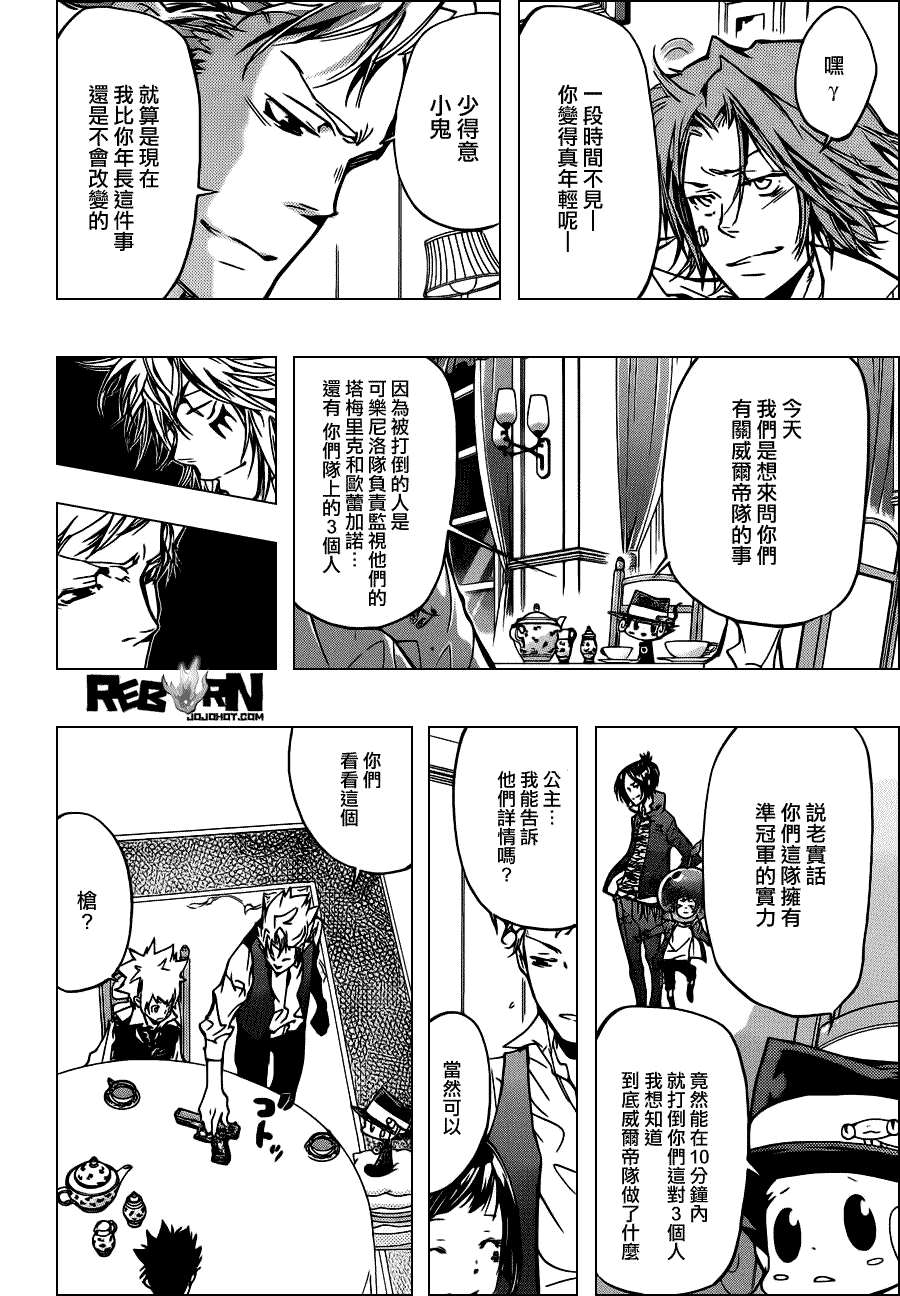 嘿
γ
一段時間不見—
你變得真年輕呢—
少得意
小鬼
就算是現在
我比你年長這件事
還是不會改變的
今天
我們是想來問你們
有關威爾帝隊的事
因為被打倒的人是
可樂尼洛隊負責監視他們的
塔梅里克和歐蕾加諾…
還有 你們隊上的3個人
REBORN
JOJOHOT.COM
說老實話
你們這隊擁有
準冠軍的實力
竟然能在10分鐘內
就打倒你們這對3個人
我想知道
到底威爾帝隊做了什麼
公主…
我能告訴
他們詳情嗎？
當然可以
你們
看看這個
槍？
コトッ